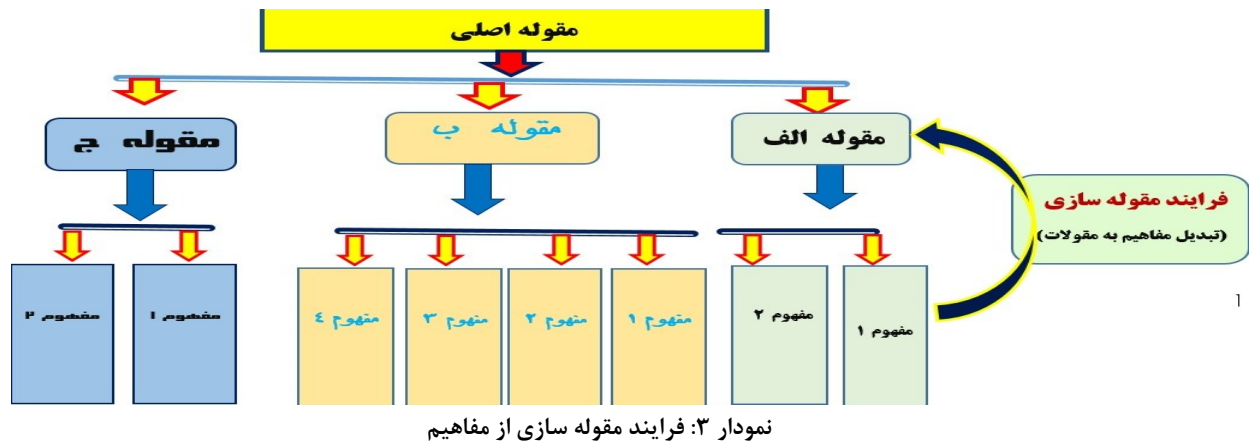 مقوله اصلی
مقوله الف
مقوله ب
مقوله ج
فرایند مقوله سازی
(تبدیل مفاهیم به مقولات)
مفهوم ۱
مفهوم ۲
مفهوم ۱
مفهوم ۲
مفهوم ۳
مفهوم ٤
مفهوم ۱
مفهوم ۲
1
نمودار ۳: فرایند مقوله سازی از مفاهیم